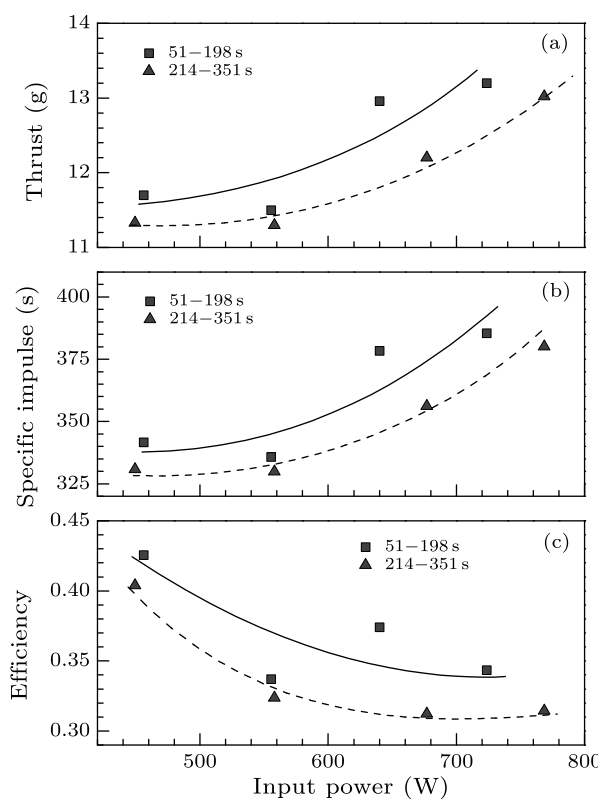 14
13
12
11
Thrust (g)
51−198 s
214−351 s
(a)
400
375
350
325
Specific impulse (s)
51−198 s
214−351 s
(b)
0.45
0.40
0.35
0.30
Efficiency
51−198 s
214−351 s
(c)
500 600 700 800
Input power (W)